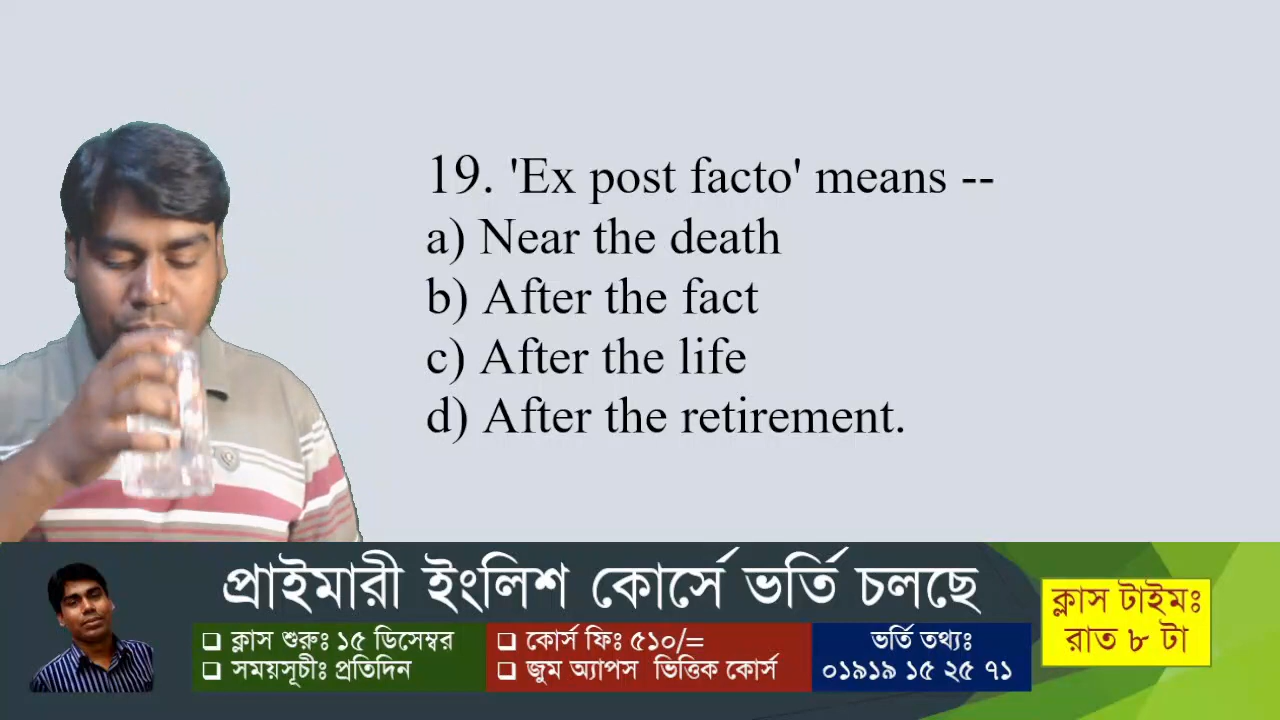 19. 'Ex post facto' means --
a) Near the death
b) After the fact
c) After the life
d) After the retirement.
প্রাইমারী ইংলিশ কোর্সে ভর্তি চলছে
❑ ক্লাস শুরুঃ ১৫ ডিসেম্বর
❑ সময়সূচীঃ প্রতিদিন
❑ কোর্স ফিঃ ৫১০/=
❑ জুম অ্যাপস ভিত্তিক কোর্স
ভর্তি তথ্যঃ
০১৯১৯ ১৫ ২৫ ৭১
ক্লাস টাইমঃ
রাত ৮ টা